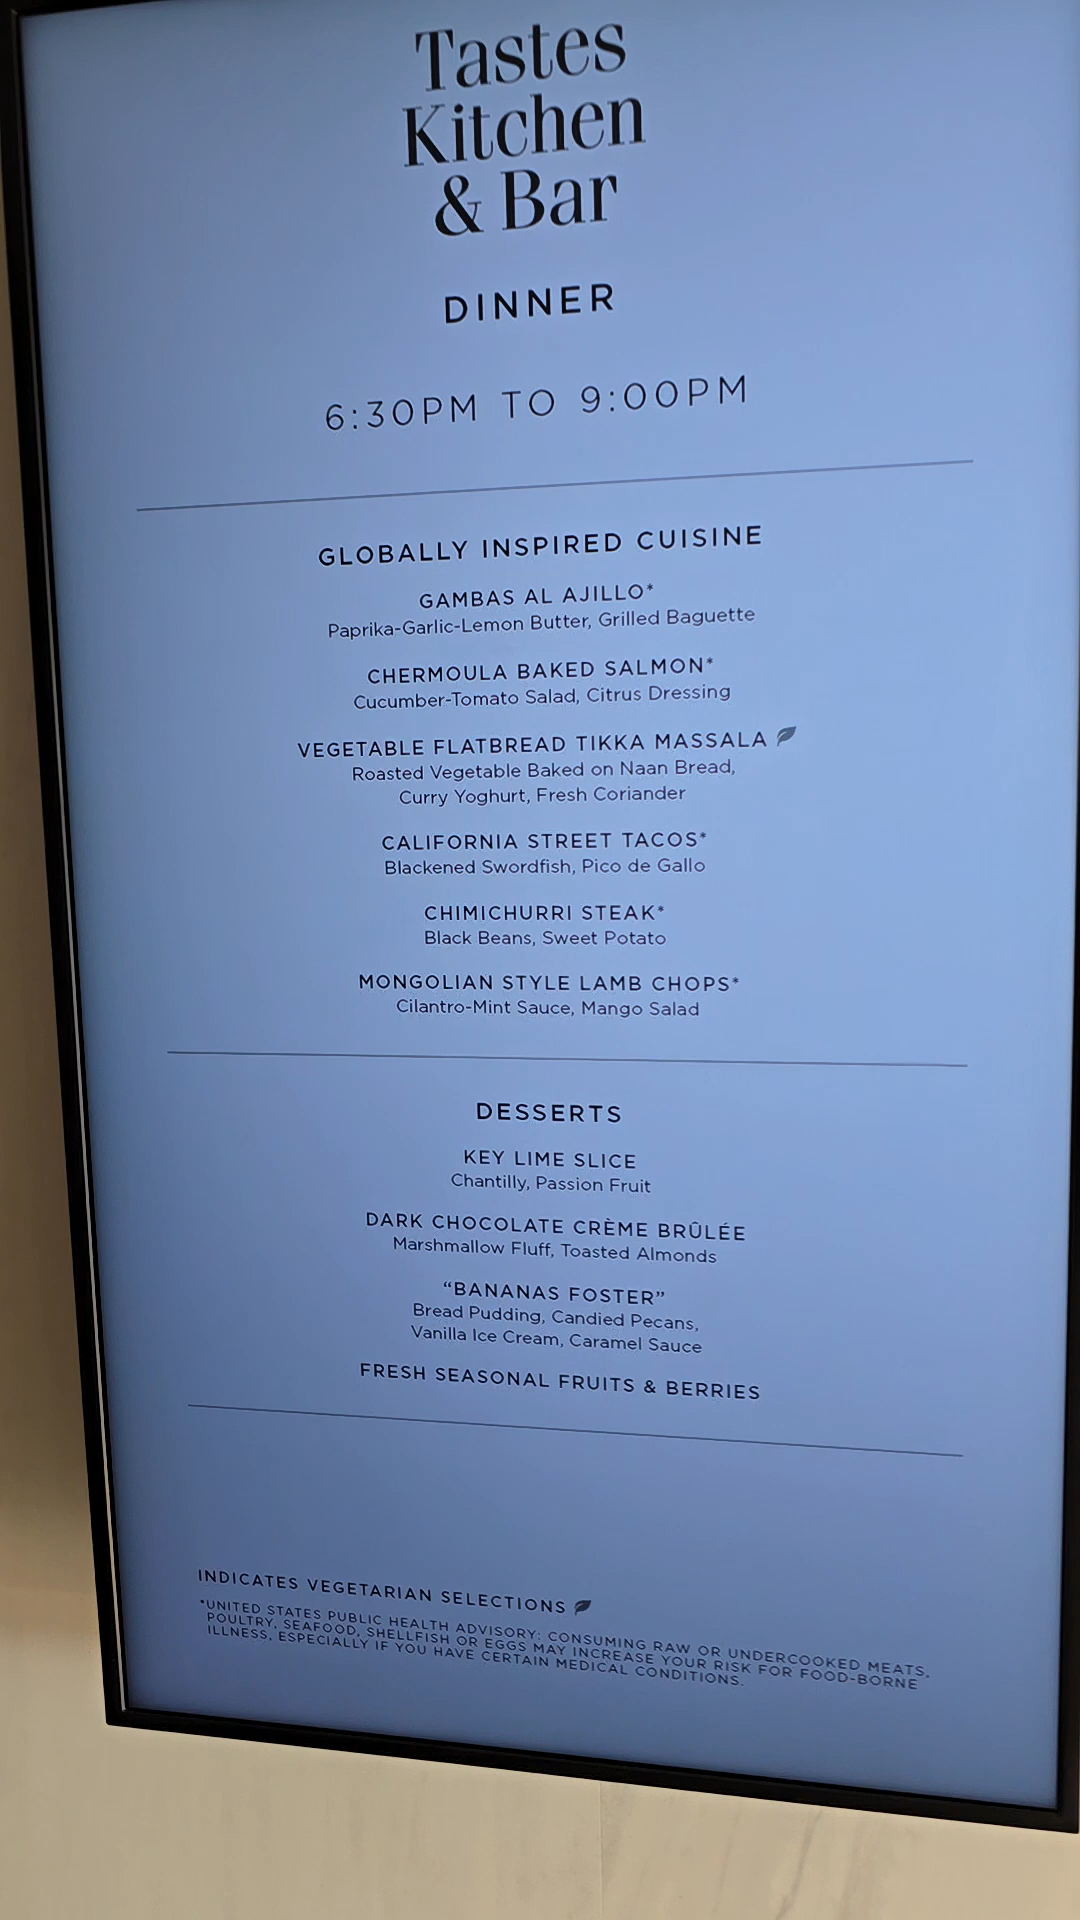 Tastes
Kitchen
& Bar
DINNER
6:30PM TO 9:00PM
GLOBALLY INSPIRED CUISINE
GAMBAS AL AJILLO*
Paprika-Garlic-Lemon Butter, Grilled Baguette
CHERMOULA BAKED SALMON*
Cucumber-Tomato Salad, Citrus Dressing
VEGETABLE FLATBREAD TIKKA MASSALA
Roasted Vegetable Baked on Naan Bread,
Curry Yoghurt, Fresh Coriander
CALIFORNIA STREET TACOS*
Blackened Swordfish, Pico de Gallo
CHIMICHURRI STEAK*
Black Beans, Sweet Potato
MONGOLIAN STYLE LAMB CHOPS*
Cilantro-Mint Sauce, Mango Salad
DESSERTS
KEY LIME SLICE
Chantilly, Passion Fruit
DARK CHOCOLATE CRÈME BRÛLÉE
Marshmallow Fluff, Toasted Almonds
“BANANAS FOSTER”
Bread Pudding, Candied Pecans,
Vanilla Ice Cream, Caramel Sauce
FRESH SEASONAL FRUITS & BERRIES
INDICATES VEGETARIAN SELECTIONS
*UNITED STATES PUBLIC HEALTH ADVISORY: CONSUMING RAW OR UNDERCOOKED MEATS,
POULTRY, SEAFOOD, SHELLFISH OR EGGS MAY INCREASE YOUR RISK FOR FOOD-BORNE
ILLNESS, ESPECIALLY IF YOU HAVE CERTAIN MEDICAL CONDITIONS.